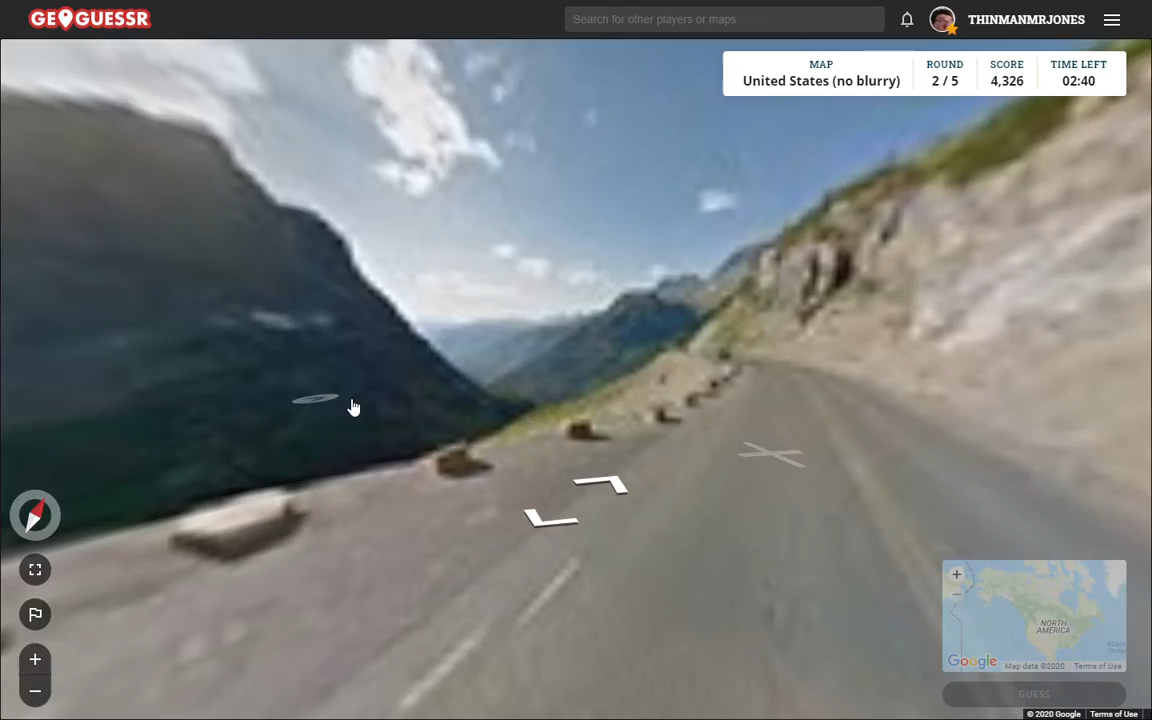 GEOGUESSR
Search for other players or maps
THINMANMRJONES
MAP
United States (no blurry)
ROUND
2 / 5
SCORE
4,326
TIME LEFT
02:40
NORTH
AMERICA
Atlant
Ocea
Google
Map data ©2020
Terms of Use
GUESS
© 2020 Google
Terms of Use